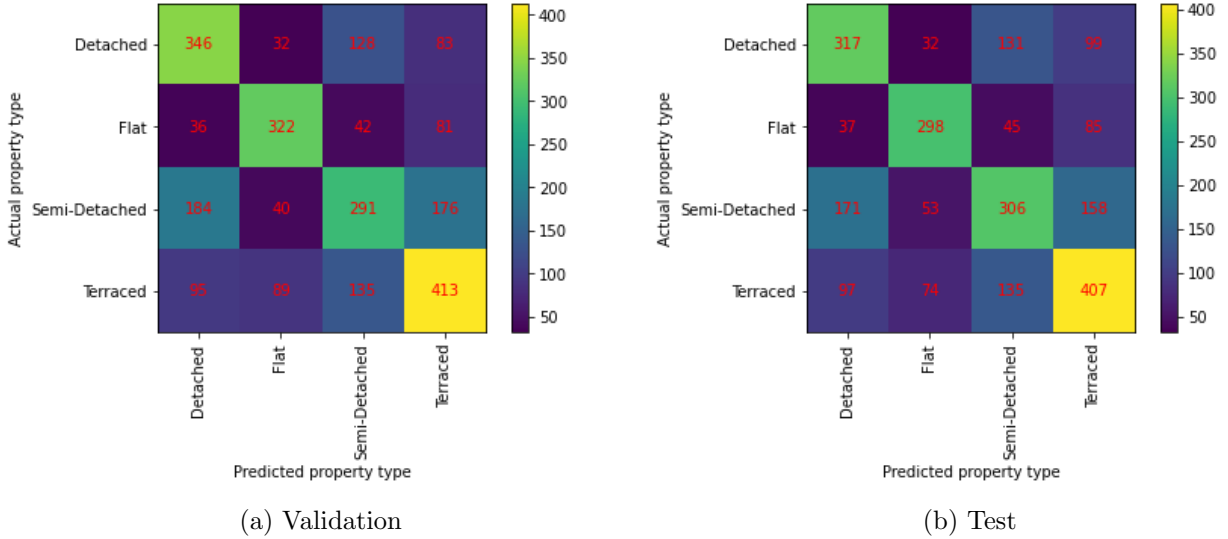 Detached 346 32 128 83
Flat 36 322 42 81
Semi-Detached 184 40 291 176
Terraced 95 89 135 413
Detached
Flat
Semi-Detached
Terraced
Predicted property type
Actual property type
400
350
300
250
200
150
100
50
(a) Validation
Detached 317 32 131 99
Flat 37 298 45 85
Semi-Detached 171 53 306 158
Terraced 97 74 135 407
Detached
Flat
Semi-Detached
Terraced
Predicted property type
Actual property type
400
350
300
250
200
150
100
50
(b) Test